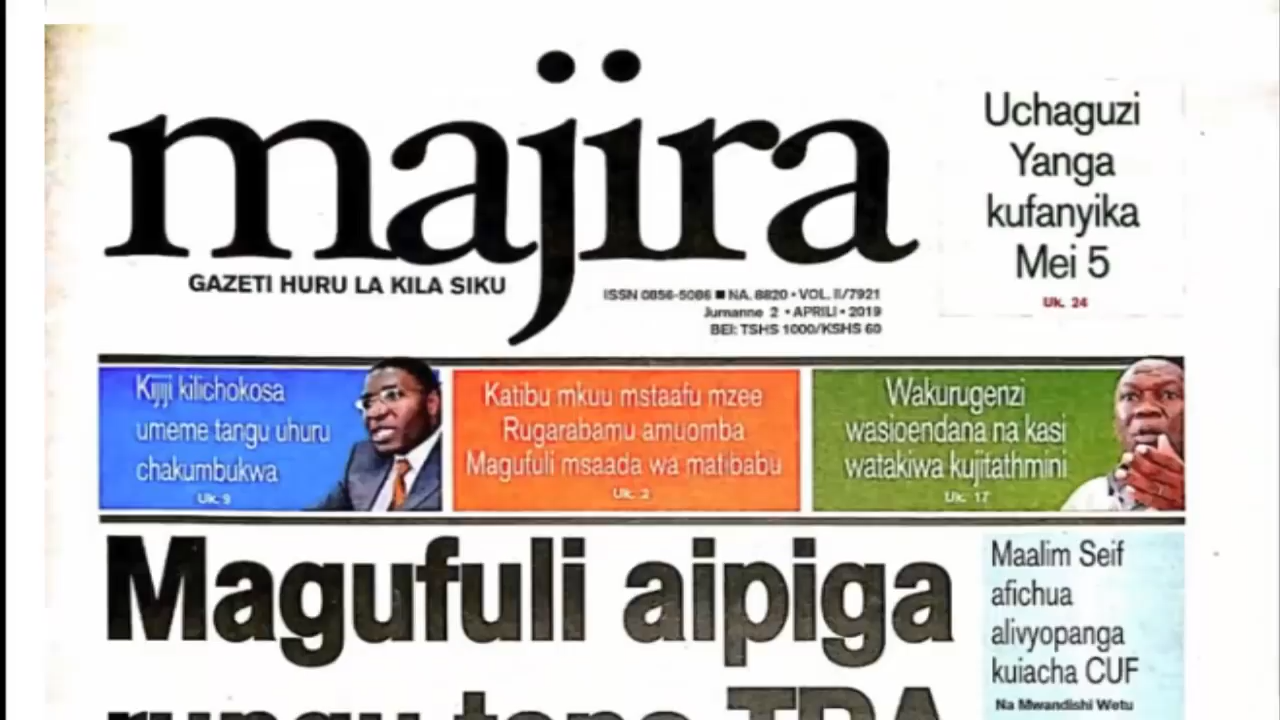 majira
GAZETI HURU LA KILA SIKU
ISSN 0856-5086 ■ NA. 8820 • VOL. II/7921
Jumanne 2 • APRILI • 2019
BEI: TSHS 1000/KSHS 60
Uchaguzi
Yanga
kufanyika
Mei 5
Uk. 24
Kijiji kilichokosa
umeme tangu uhuru
chakumbukwa
Uk. 9
Katibu mkuu mstaafu mzee
Rugarabamu amuomba
Magufuli msaada wa matibabu
Uk. 2
Wakurugenzi
wasioendana na kasi
watakiwa kujitathmini
Uk. 17
Magufuli aipiga
rungu tena TRA
Maalim Seif
afichua
alivyopanga
kuiacha CUF
Na Mwandishi Wetu